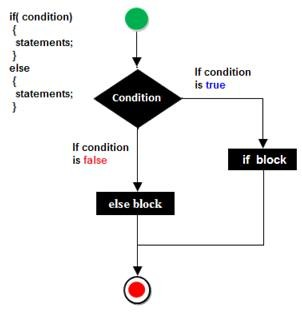 if( condition)
{
statements;
}
else
{
statements;
}
Condition
If condition
is true
If condition
is false
if block
else block